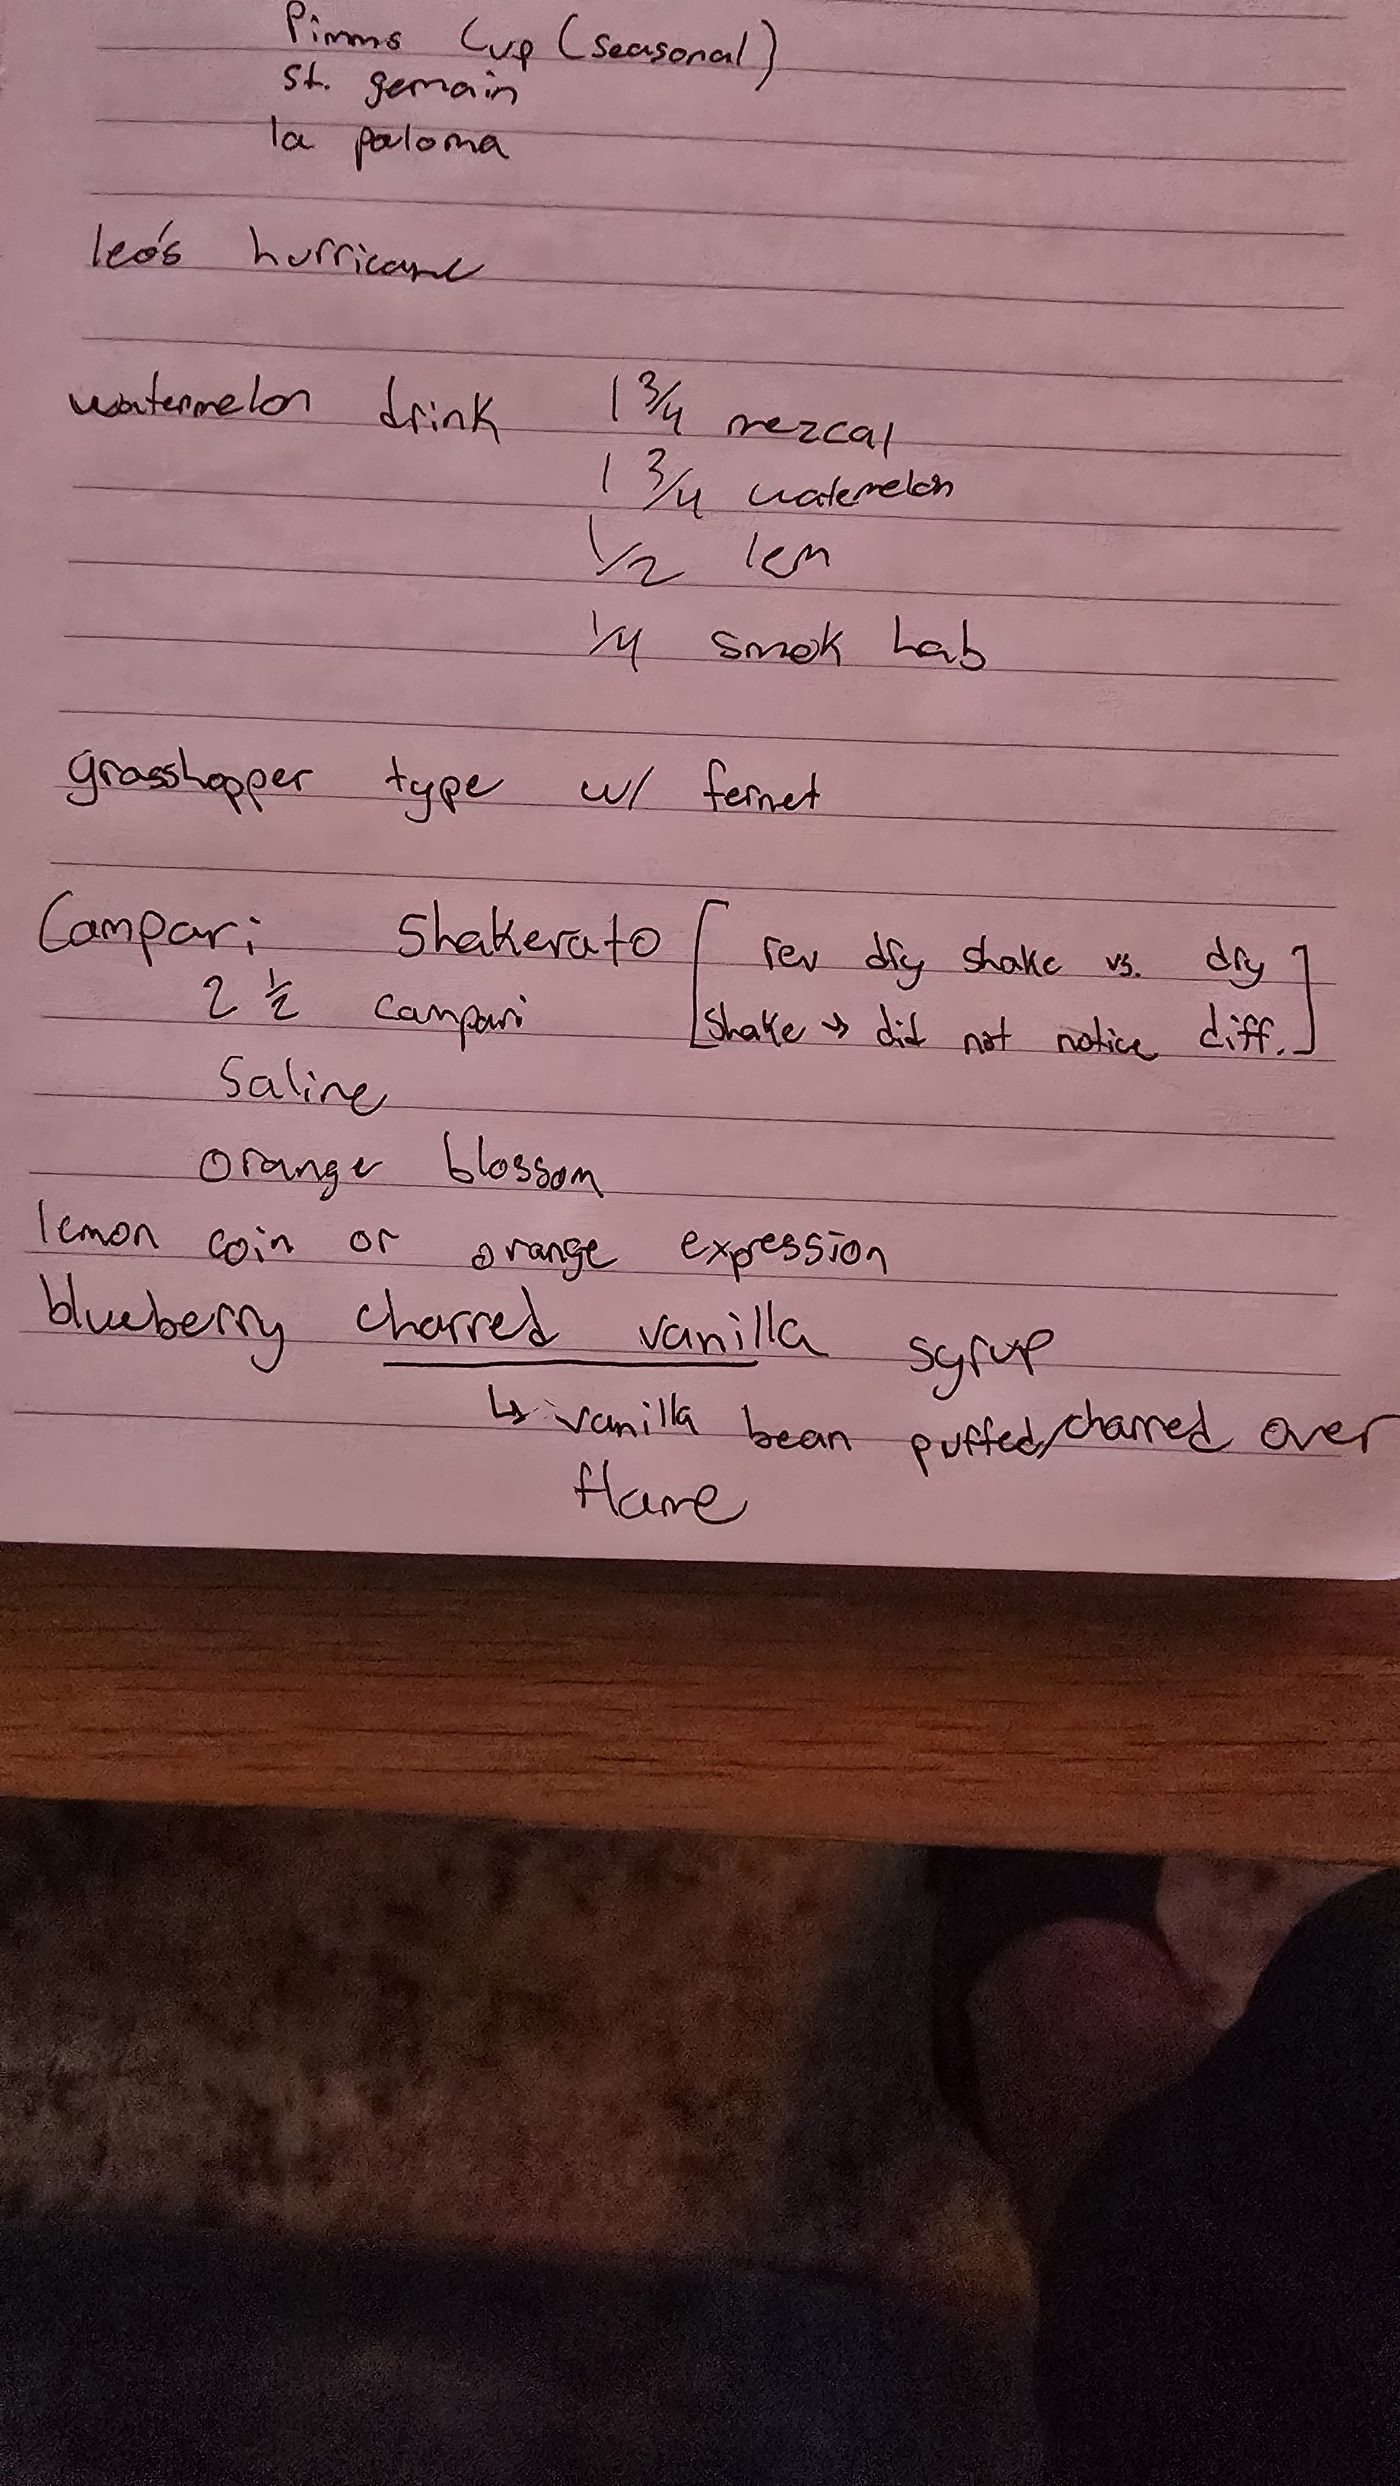 Pimms Cup (seasonal)
st. germain
la paloma
leo's hurricane
watermelon drink 1 3/4 mezcal
1 3/4 watermelon
1/2 lem
1/4 smok hab
grasshopper type w/ fernet
Campari Shakerato [rev dry shake vs. dry
2 1/2 campari shake → did not notice diff.]
Saline
orange blossom
lemon coin or orange expression
blueberry charred vanilla syrup
↳ vanilla bean puffed/charred over
flame